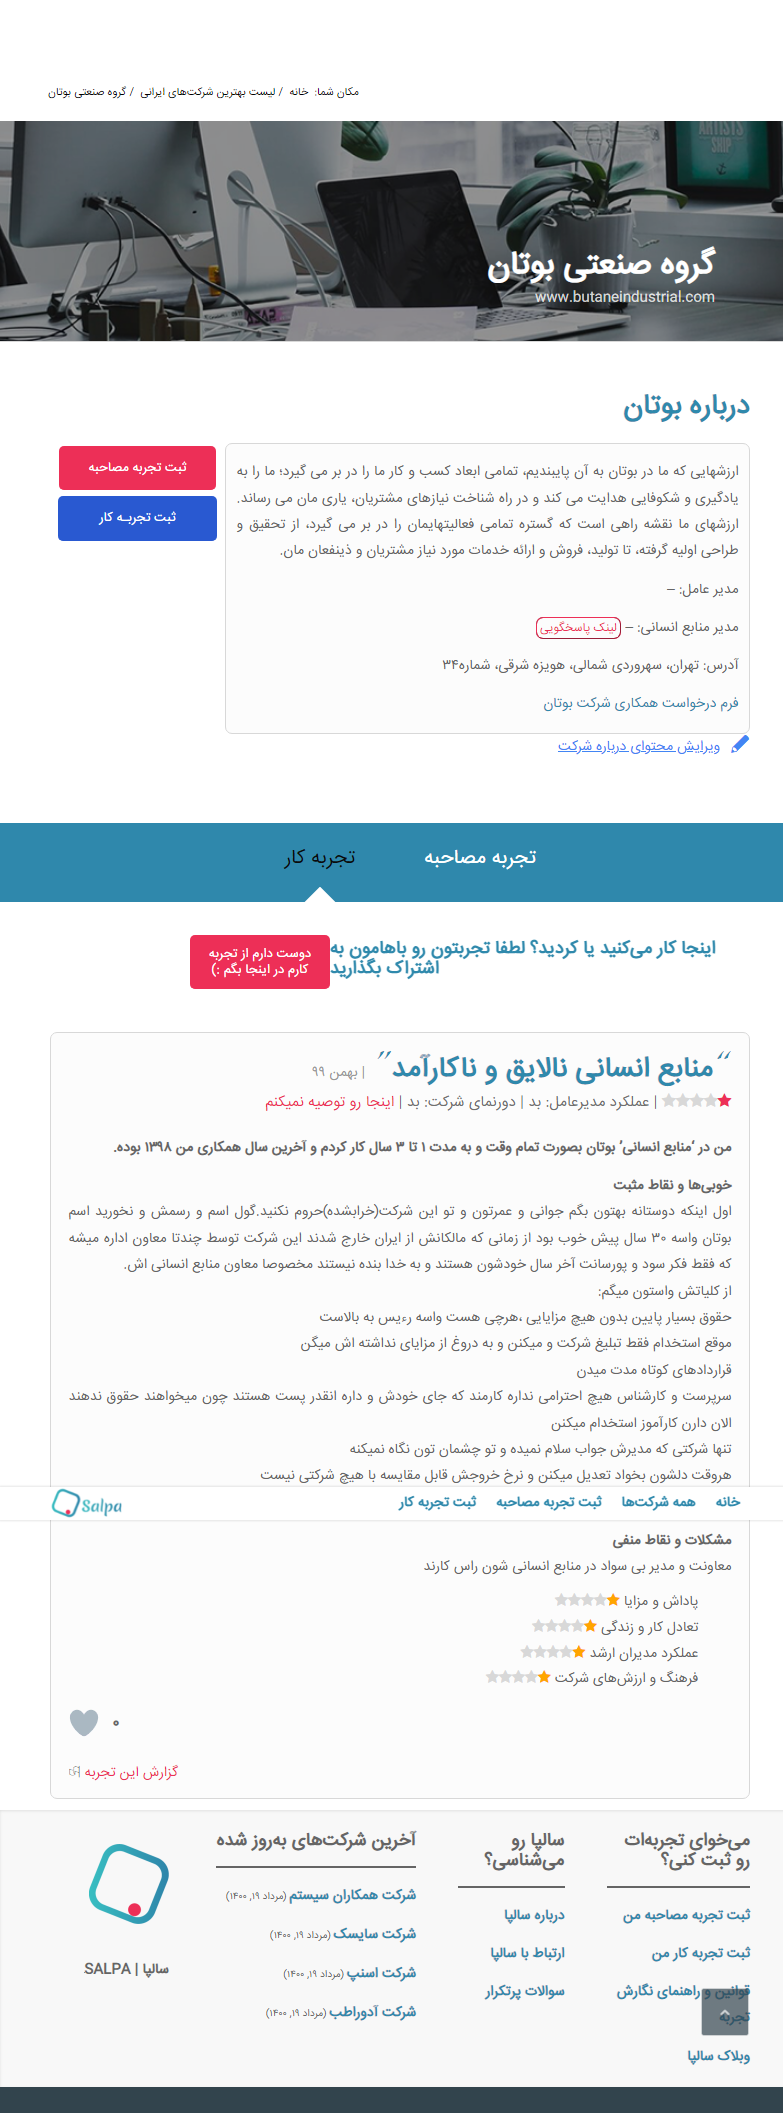 مکان شما: خانه / لیست بهترین شرکت‌های ایرانی / گروه صنعتی بوتان
ARTISTS
SHIP
گروه صنعتی بوتان
www.butaneindustrial.com
درباره بوتان
ارزشهایی که ما در بوتان به آن پایبندیم، تمامی ابعاد کسب و کار ما را در بر می گیرد؛ ما را به
یادگیری و شکوفایی هدایت می کند و در راه شناخت نیازهای مشتریان، یاری مان می رساند.
ارزشهای ما نقشه راهی است که گستره تمامی فعالیتهایمان را در بر می گیرد، از تحقیق و
طراحی اولیه گرفته، تا تولید، فروش و ارائه خدمات مورد نیاز مشتریان و ذینفعان مان.
مدیر عامل: –
مدیر منابع انسانی: – لینک پاسخگویی
آدرس: تهران، سهروردی شمالی، هویزه شرقی، شماره۳۴
فرم درخواست همکاری شرکت بوتان
ویرایش محتوای درباره شرکت
ثبت تجربه مصاحبه
ثبت تجربـه کار
تجربه مصاحبه
تجربه کار
اینجا کار می‌کنید یا کردید؟ لطفا تجربتون رو باهامون به
اشتراک بگذارید
دوست دارم از تجربه
کارم در اینجا بگم :)
“منابع انسانی نالایق و ناکارآمد” | بهمن ۹۹
| عملکرد مدیرعامل: بد | دورنمای شرکت: بد | اینجا رو توصیه نمیکنم
من در ‘منابع انسانی’ بوتان بصورت تمام وقت و به مدت ۱ تا ۳ سال کار کردم و آخرین سال همکاری من ۱۳۹۸ بوده.
خوبی‌ها و نقاط مثبت
اول اینکه دوستانه بهتون بگم جوانی و عمرتون و تو این شرکت(خرابشده)حروم نکنید.گول اسم و رسمش و نخورید اسم
بوتان واسه ۳۰ سال پیش خوب بود از زمانی که مالکانش از ایران خارج شدند این شرکت توسط چندتا معاون اداره میشه
که فقط فکر سود و پورسانت آخر سال خودشون هستند و به خدا بنده نیستند مخصوصا معاون منابع انسانی اش.
از کلیاتش واستون میگم:
حقوق بسیار پایین بدون هیچ مزایایی ،هرچی هست واسه رءیس به بالاست
موقع استخدام فقط تبلیغ شرکت و میکنن و به دروغ از مزایای نداشته اش میگن
قراردادهای کوتاه مدت میدن
سرپرست و کارشناس هیچ احترامی نداره کارمند که جای خودش و داره انقدر پست هستند چون میخواهند حقوق ندهند
الان دارن کارآموز استخدام میکنن
تنها شرکتی که مدیرش جواب سلام نمیده و تو چشمان تون نگاه نمیکنه
هروقت دلشون بخواد تعدیل میکنن و نرخ خروجش قابل مقایسه با هیچ شرکتی نیست
خانه همه شرکت‌ها ثبت تجربه مصاحبه ثبت تجربه کار
Salpa
مشکلات و نقاط منفی
معاونت و مدیر بی سواد در منابع انسانی شون راس کارند
پاداش و مزایا
تعادل کار و زندگی
عملکرد مدیران ارشد
فرهنگ و ارزش‌های شرکت
۰
گزارش این تجربه
می‌خوای تجربه‌ات
رو ثبت کنی؟
ثبت تجربه مصاحبه من
ثبت تجربه کار من
قوانین و راهنمای نگارش
تجربه
وبلاک سالپا
سالپا رو
می‌شناسی؟
درباره سالپا
ارتباط با سالپا
سوالات پرتکرار
آخرین شرکت‌های به‌روز شده
شرکت همکاران سیستم (مرداد ۱۹, ۱۴۰۰)
شرکت سایسک (مرداد ۱۹, ۱۴۰۰)
شرکت اسنپ (مرداد ۱۹, ۱۴۰۰)
شرکت آدوراطب (مرداد ۱۹, ۱۴۰۰)
سالپا | SALPA